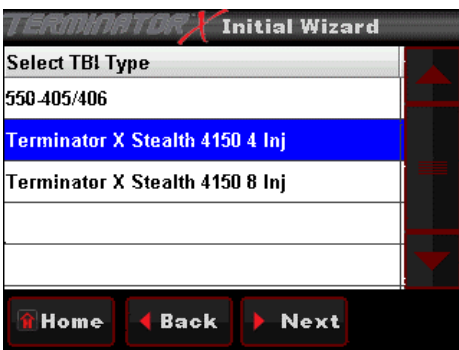 TERMINATOR X Initial Wizard
Select TBI Type
550-405/406
Terminator X Stealth 4150 4 Inj
Terminator X Stealth 4150 8 Inj
Home Back Next